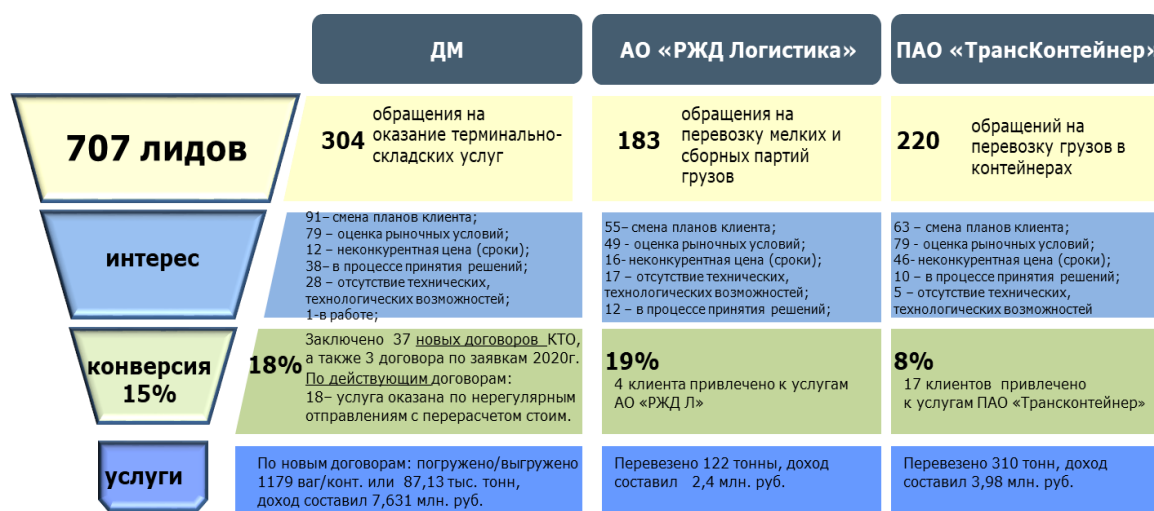 ДМ
АО «РЖД Логистика»
ПАО «ТрансКонтейнер»
707 лидов
304
обращения на
оказание терминально-
складских услуг
183
обращения на
перевозку мелких и
сборных партий
грузов
220
обращений на
перевозку грузов в
контейнерах
интерес
91– смена планов клиента;
79 – оценка рыночных условий;
12 – неконкурентная цена (сроки);
38– в процессе принятия решений;
28 – отсутствие технических,
технологических возможностей;
1-в работе;
55– смена планов клиента;
49 - оценка рыночных условий;
16- неконкурентная цена (сроки);
17 – отсутствие технических,
технологических возможностей;
12 – в процессе принятия решений;
63 – смена планов клиента;
79 - оценка рыночных условий;
46- неконкурентная цена (сроки);
10 – в процессе принятия решений;
5 – отсутствие технических,
технологических возможностей
конверсия
15%
18%
Заключено 37 новых договоров КТО,
а также 3 договора по заявкам 2020г.
По действующим договорам:
18– услуга оказана по нерегулярным
отправлениям с перерасчетом стоим.
19%
4 клиента привлечено к услугам
АО «РЖД Л»
8%
17 клиентов привлечено
к услугам ПАО «Трансконтейнер»
услуги
По новым договорам: погружено/выгружено
1179 ваг/конт. или 87,13 тыс. тонн,
доход составил 7,631 млн. руб.
Перевезено 122 тонны, доход
составил 2,4 млн. руб.
Перевезено 310 тонн, доход
составил 3,98 млн. руб.